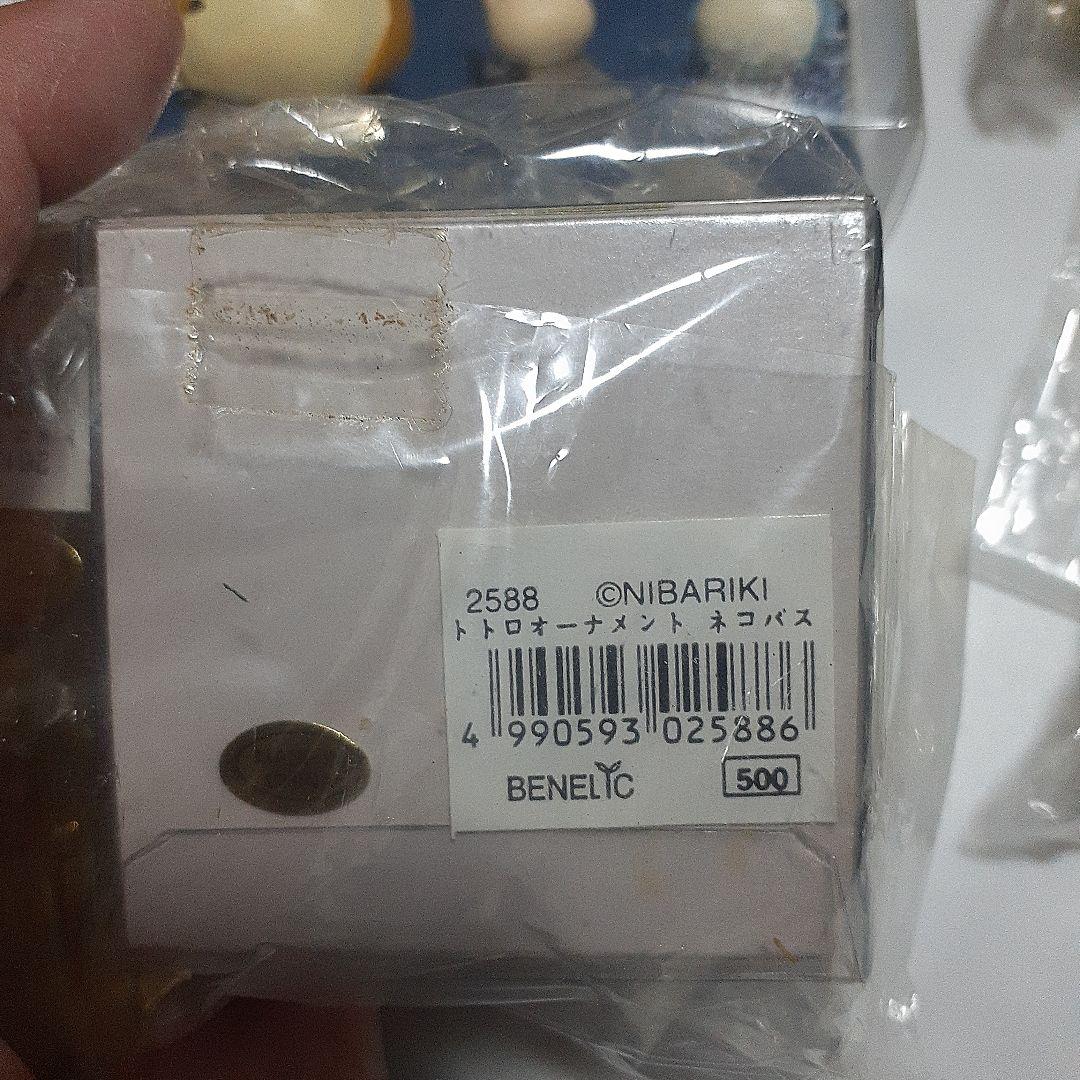 2588 ©NIBARIKI
トトロオーナメント ネコバス
4 990593 025886
BENELIC 500